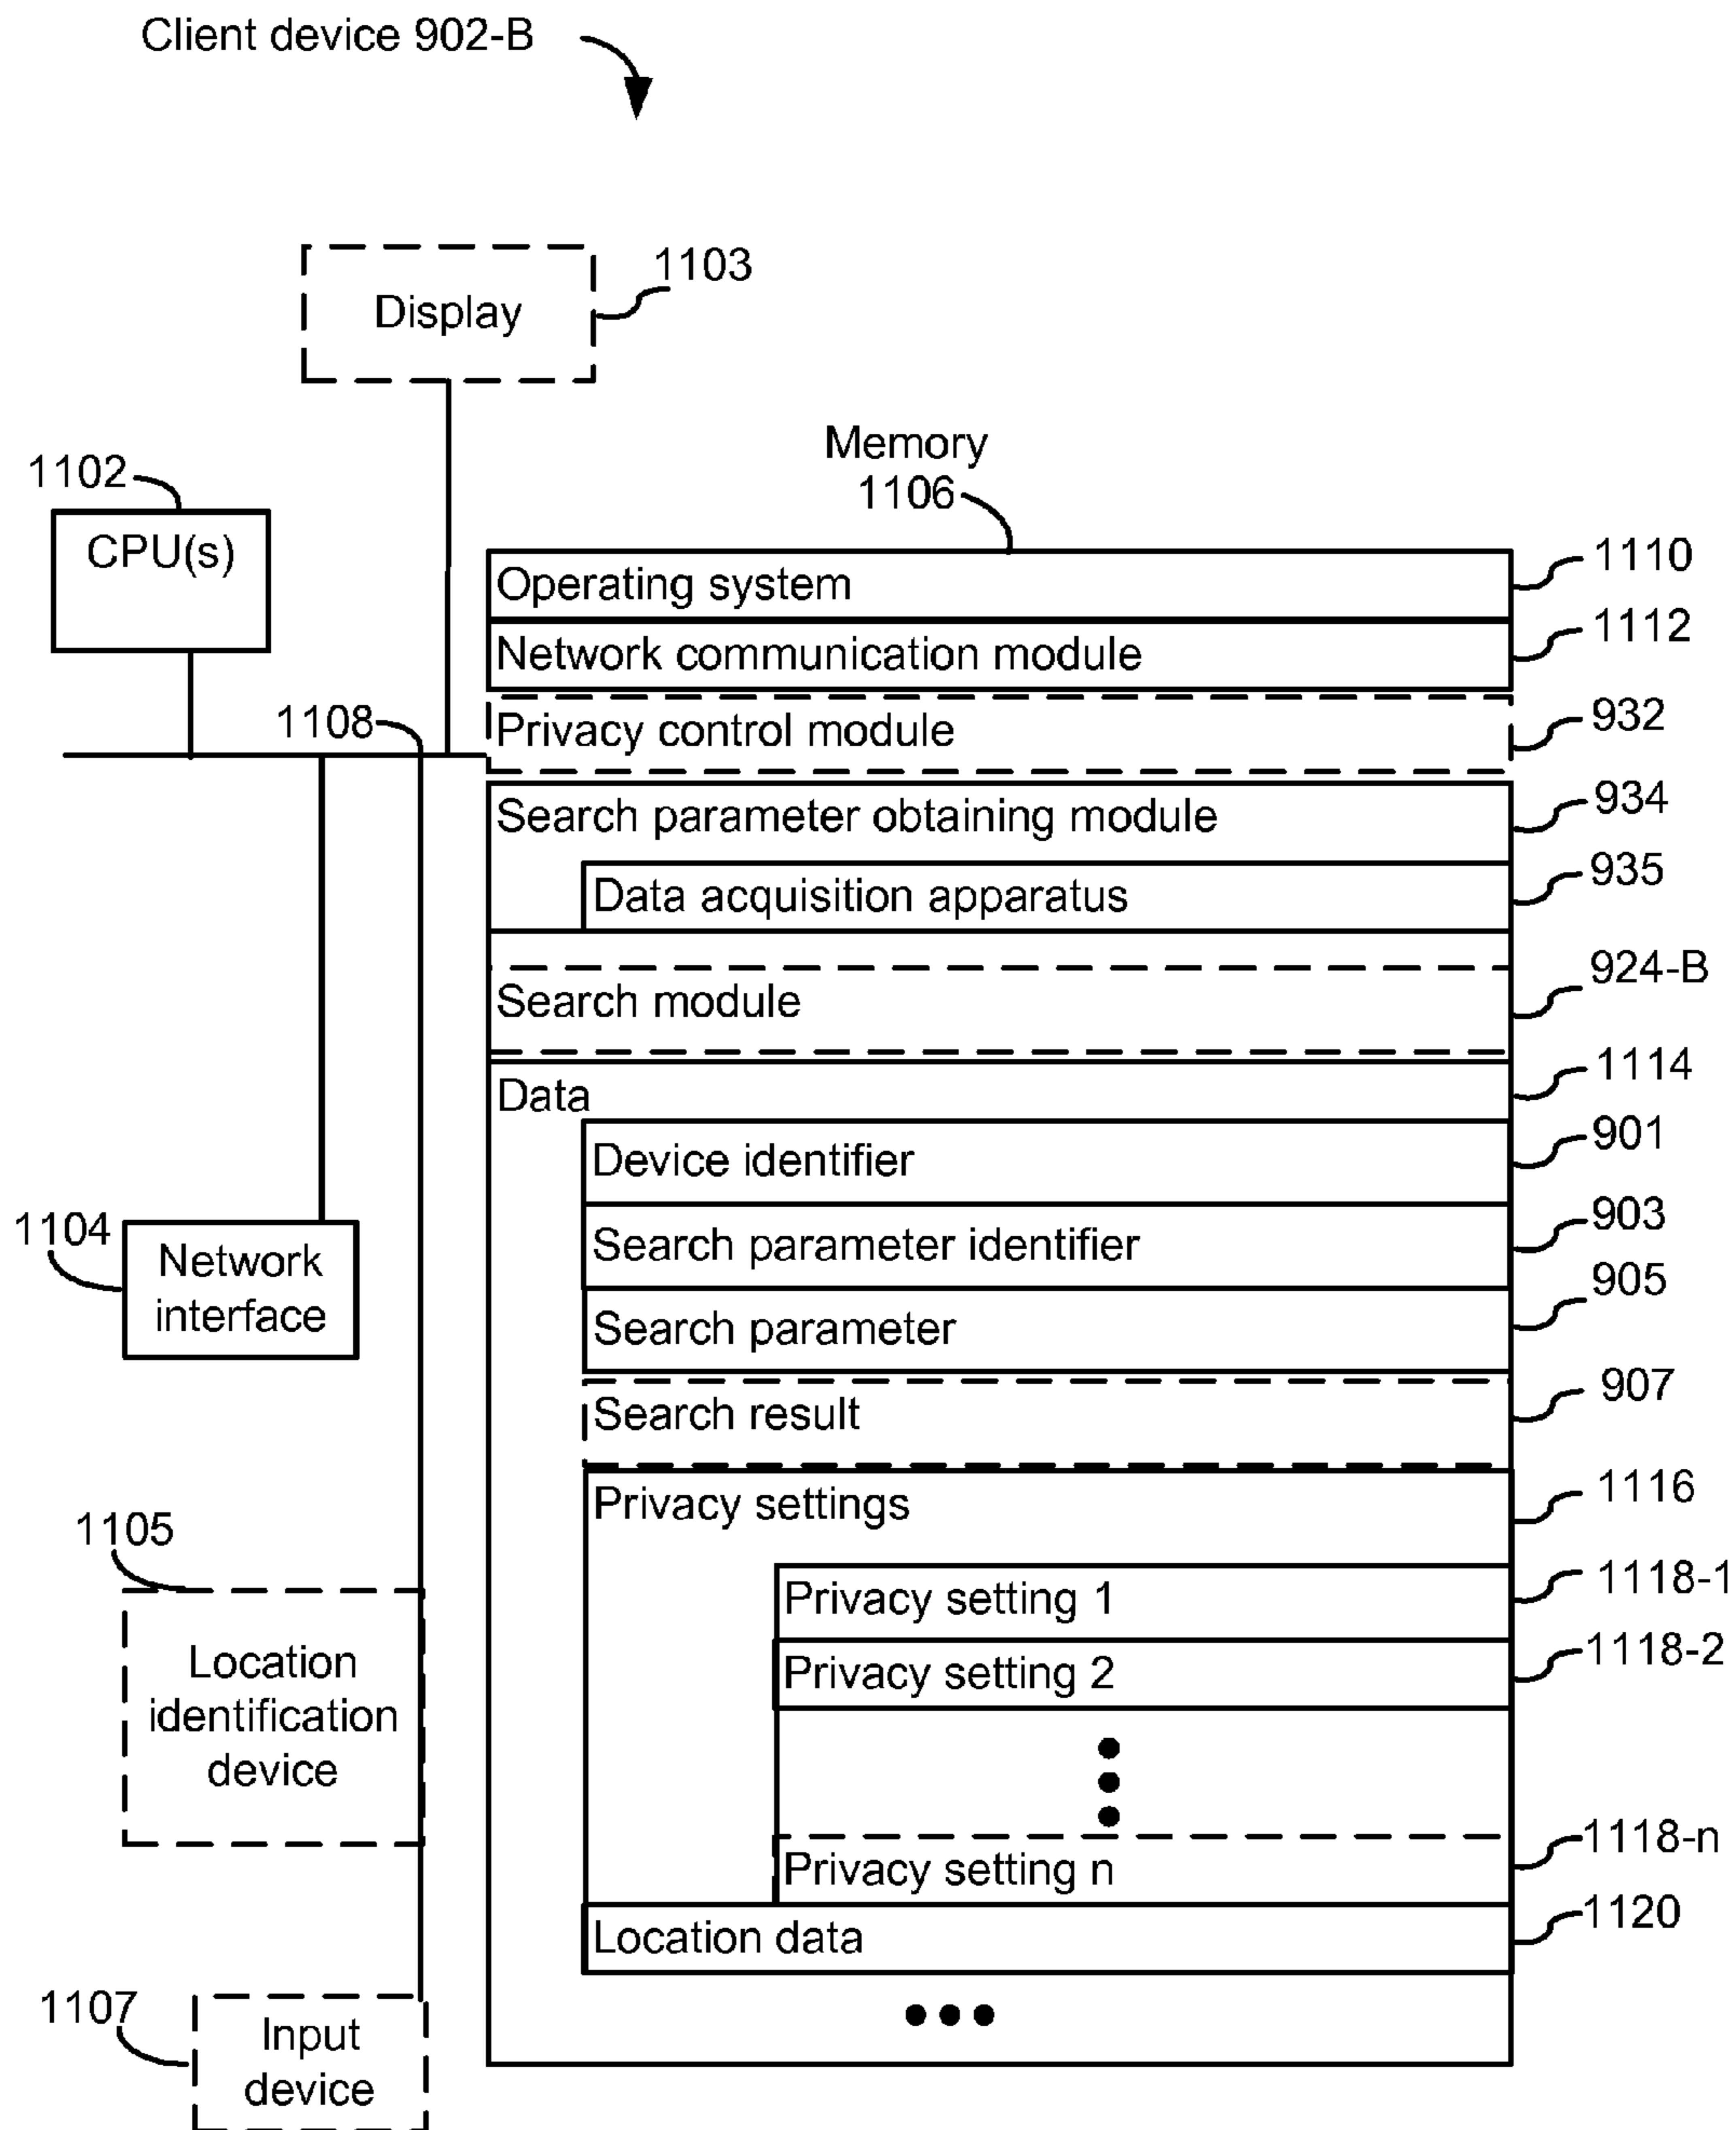 Client device 902-B
1103
Display
Memory
1106
1102
CPU(s)
Operating system
1110
Network communication module
1112
1108
Privacy control module
932
Search parameter obtaining module
934
Data acquisition apparatus
935
Search module
924-B
Data
1114
Device identifier
901
1104
Network
interface
Search parameter identifier
903
Search parameter
905
Search result
907
Privacy settings
1116
1105
Location
identification
device
Privacy setting 1
1118-1
Privacy setting 2
1118-2
Privacy setting n
1118-n
Location data
1120
1107
Input
device